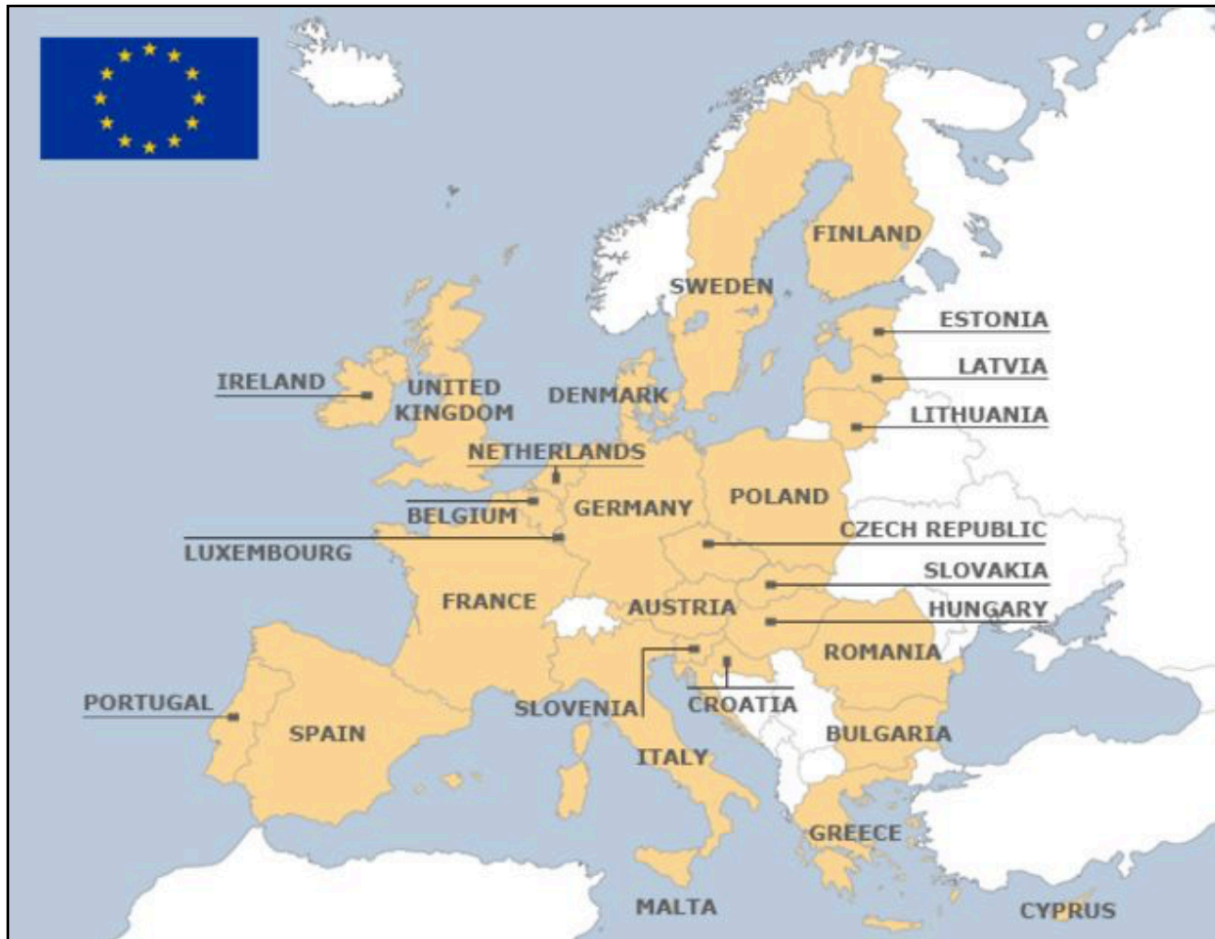 FINLAND
SWEDEN
ESTONIA
LATVIA
LITHUANIA
IRELAND
UNITED
KINGDOM
DENMARK
NETHERLANDS
BELGIUM
LUXEMBOURG
GERMANY
POLAND
CZECH REPUBLIC
SLOVAKIA
HUNGARY
FRANCE
AUSTRIA
ROMANIA
PORTUGAL
SPAIN
SLOVENIA
CROATIA
ITALY
BULGARIA
GREECE
MALTA
CYPRUS